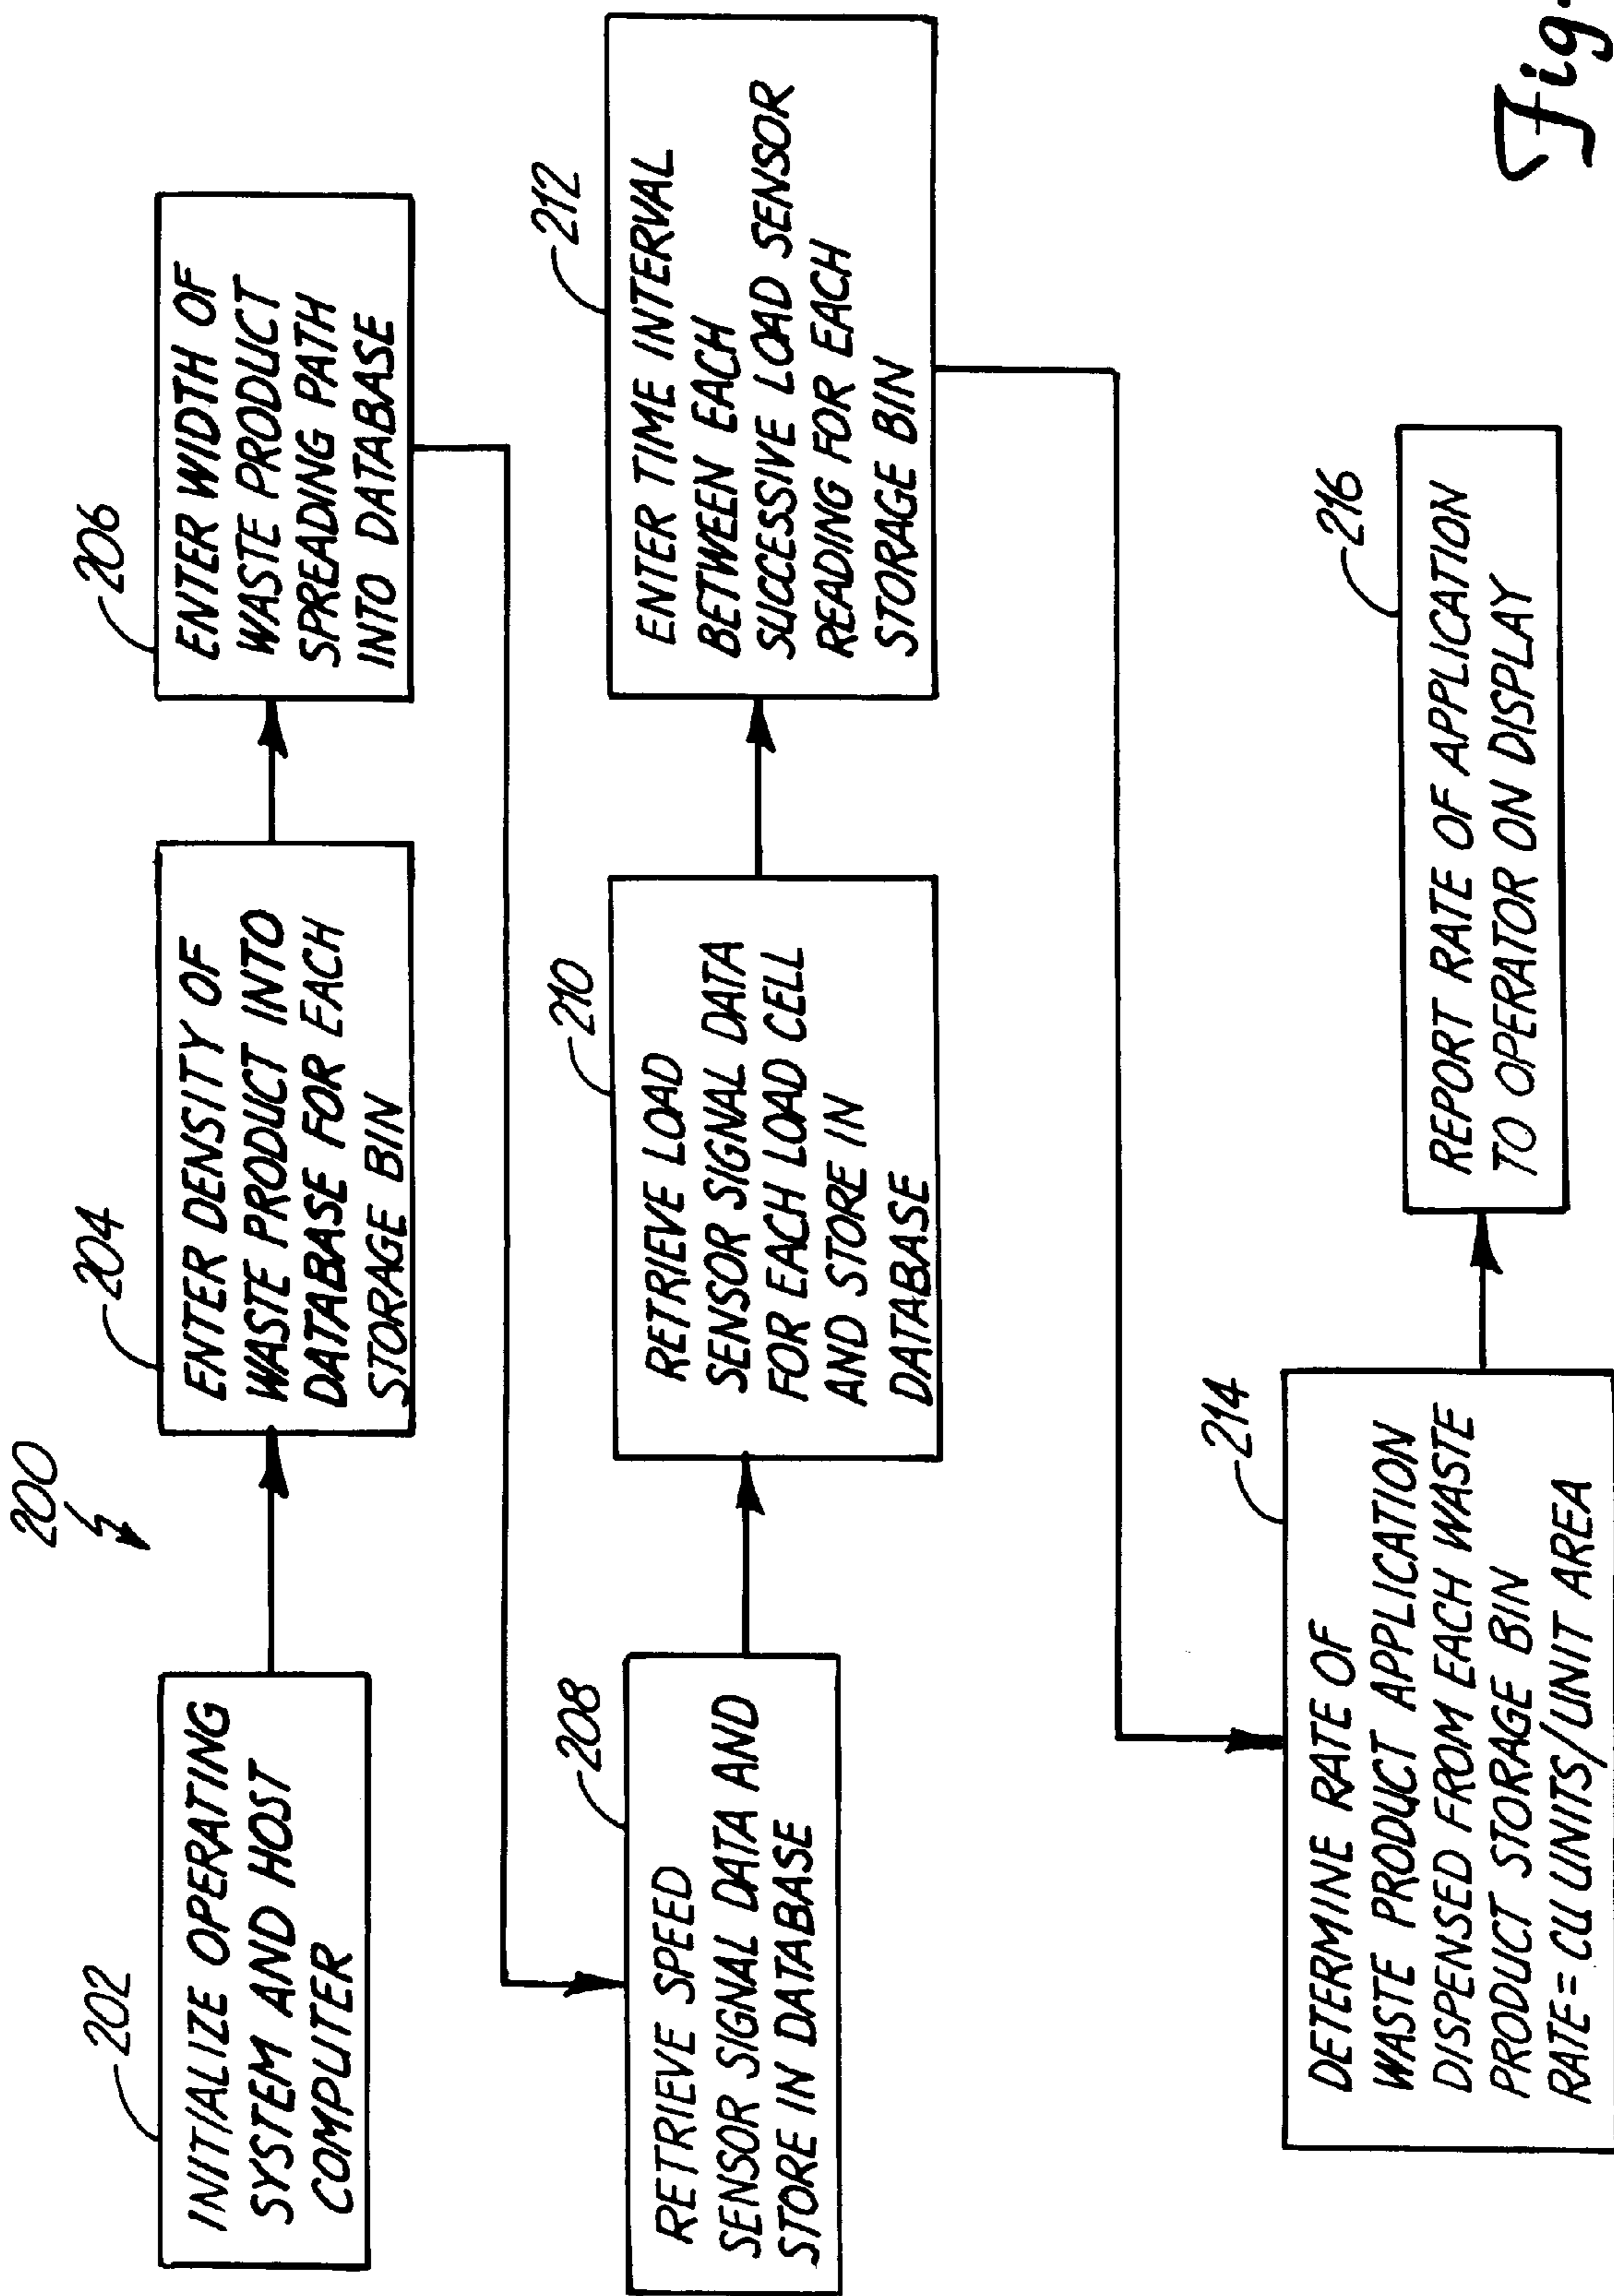 200
202
INITIALIZE OPERATING
SYSTEM AND HOST
COMPUTER
204
ENTER DENSITY OF
WASTE PRODUCT INTO
DATABASE FOR EACH
STORAGE BIN
206
ENTER WIDTH OF
WASTE PRODUCT
SPREADING PATH
INTO DATABASE
208
RETRIEVE SPEED
SENSOR SIGNAL DATA AND
STORE IN DATABASE
210
RETRIEVE LOAD
SENSOR SIGNAL DATA
FOR EACH LOAD CELL
AND STORE IN
DATABASE
212
ENTER TIME INTERVAL
BETWEEN EACH
SUCCESSIVE LOAD SENSOR
READING FOR EACH
STORAGE BIN
214
DETERMINE RATE OF
WASTE PRODUCT APPLICATION
DISPENSED FROM EACH WASTE
PRODUCT STORAGE BIN
RATE = CU UNITS/UNIT AREA
216
REPORT RATE OF APPLICATION
TO OPERATOR ON DISPLAY
Fig.